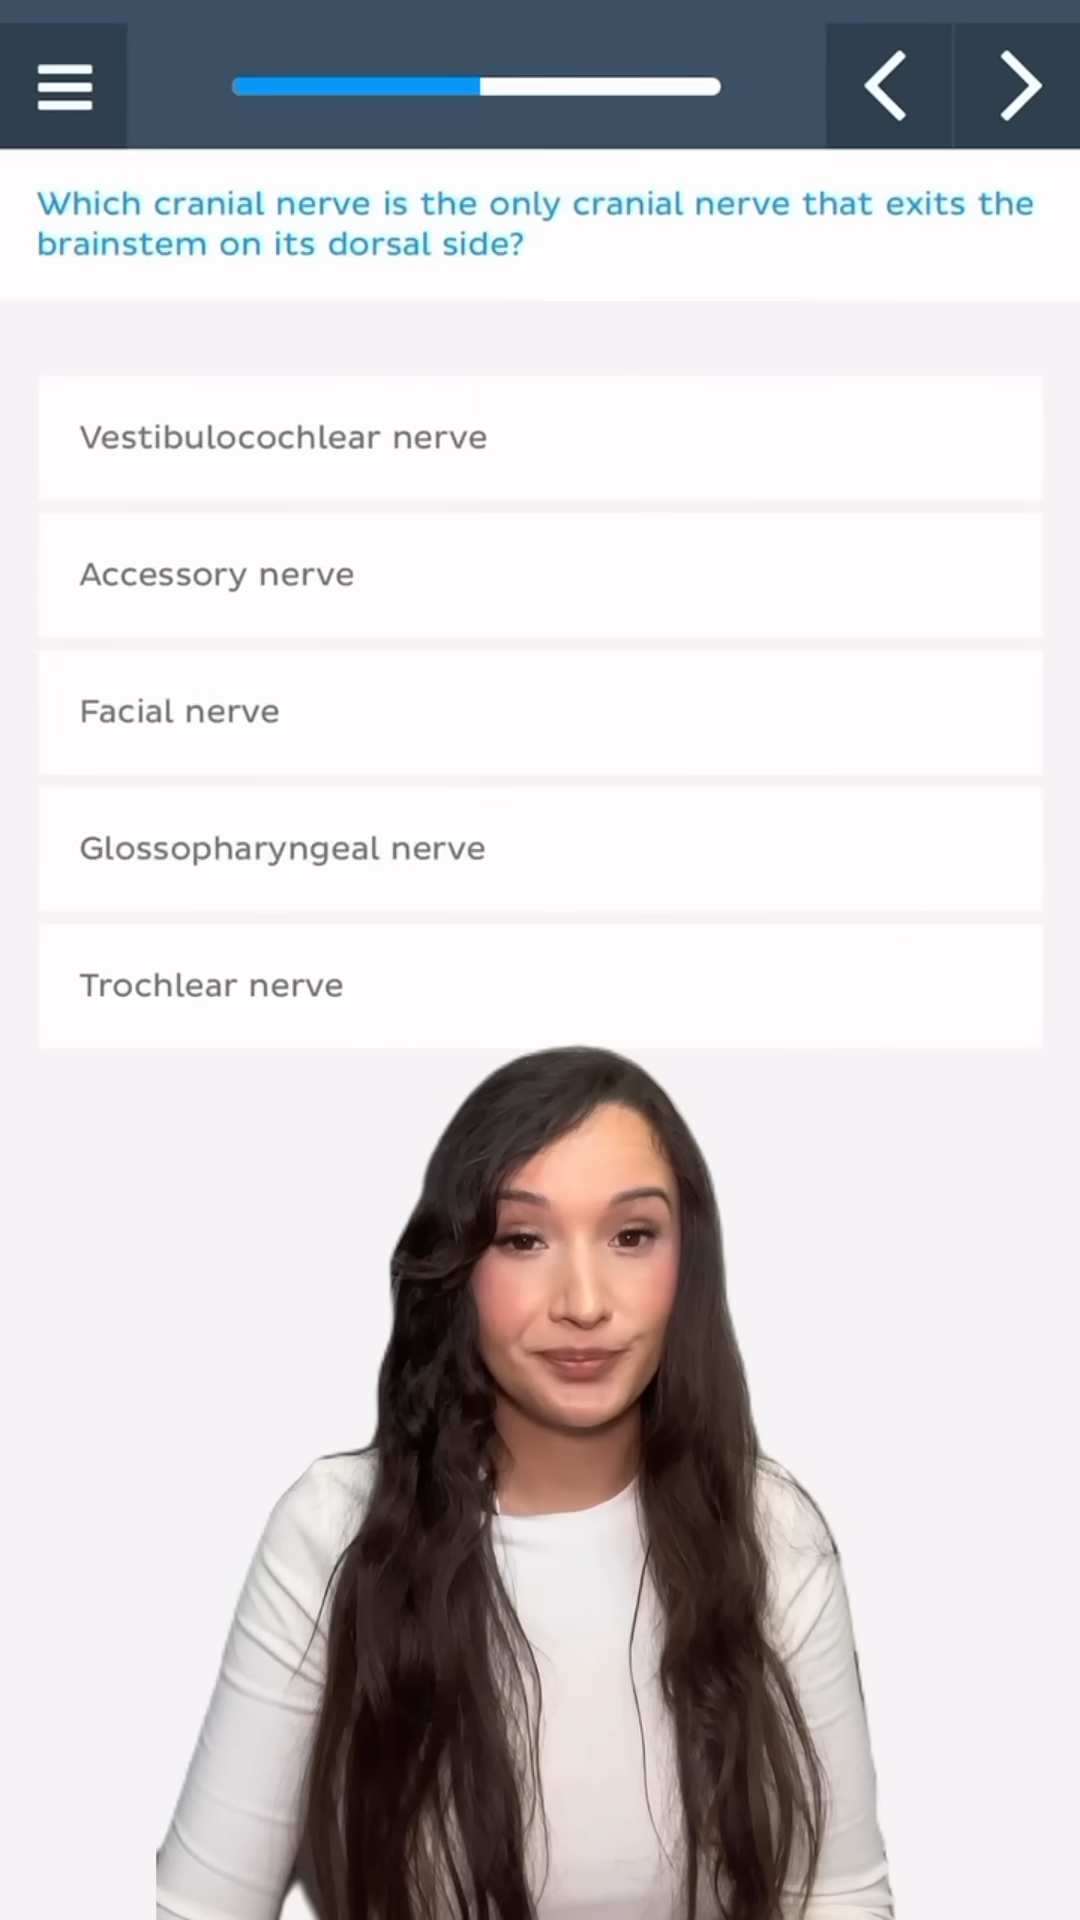 Which cranial nerve is the only cranial nerve that exits the
brainstem on its dorsal side?
Vestibulocochlear nerve
Accessory nerve
Facial nerve
Glossopharyngeal nerve
Trochlear nerve